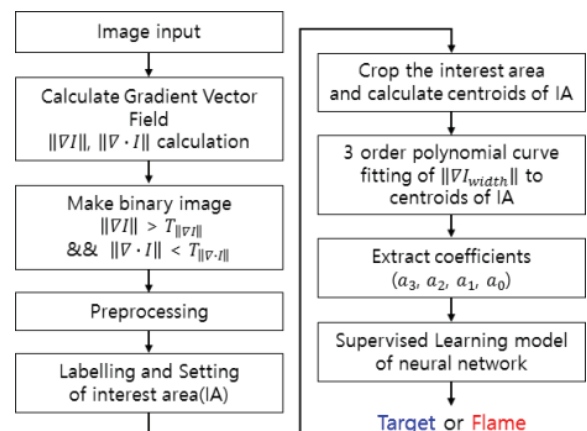 Image input
Calculate Gradient Vector
Field
‖∇I‖, ‖∇ · I‖ calculation
Make binary image
‖∇I‖ > T‖∇I‖
&& ‖∇ · I‖ < T‖∇·I‖
Preprocessing
Labelling and Setting
of interest area(IA)
Crop the interest area
and calculate centroids of IA
3 order polynomial curve
fitting of ‖∇Iwidth‖ to
centroids of IA
Extract coefficients
(a3, a2, a1, a0)
Supervised Learning model
of neural network
Target or Flame